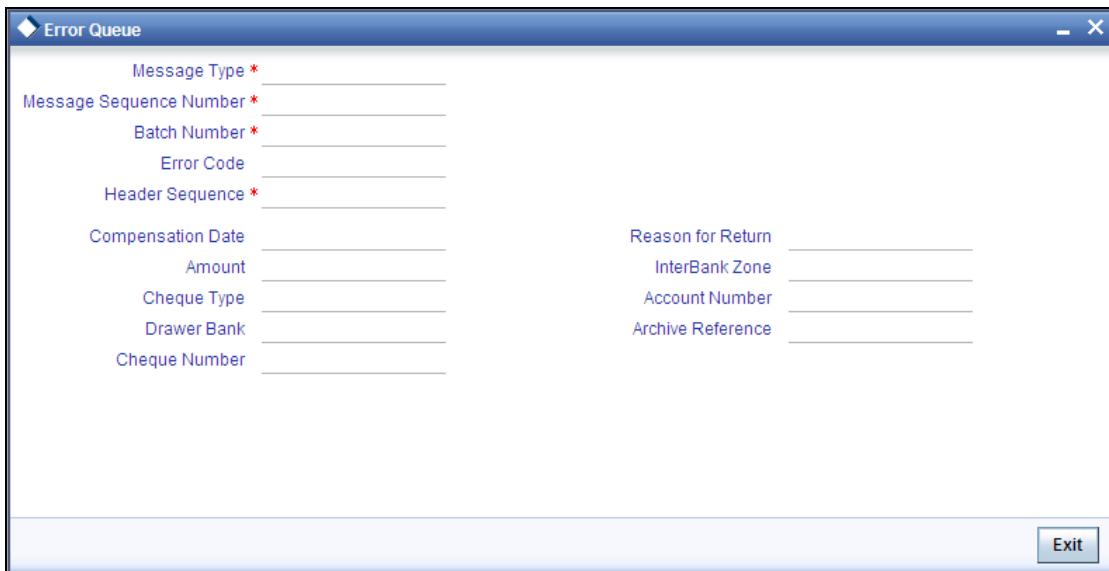 Error Queue
Message Type *
Message Sequence Number *
Batch Number *
Error Code
Header Sequence *
Compensation Date
Amount
Cheque Type
Drawer Bank
Cheque Number
Reason for Return
InterBank Zone
Account Number
Archive Reference
Exit